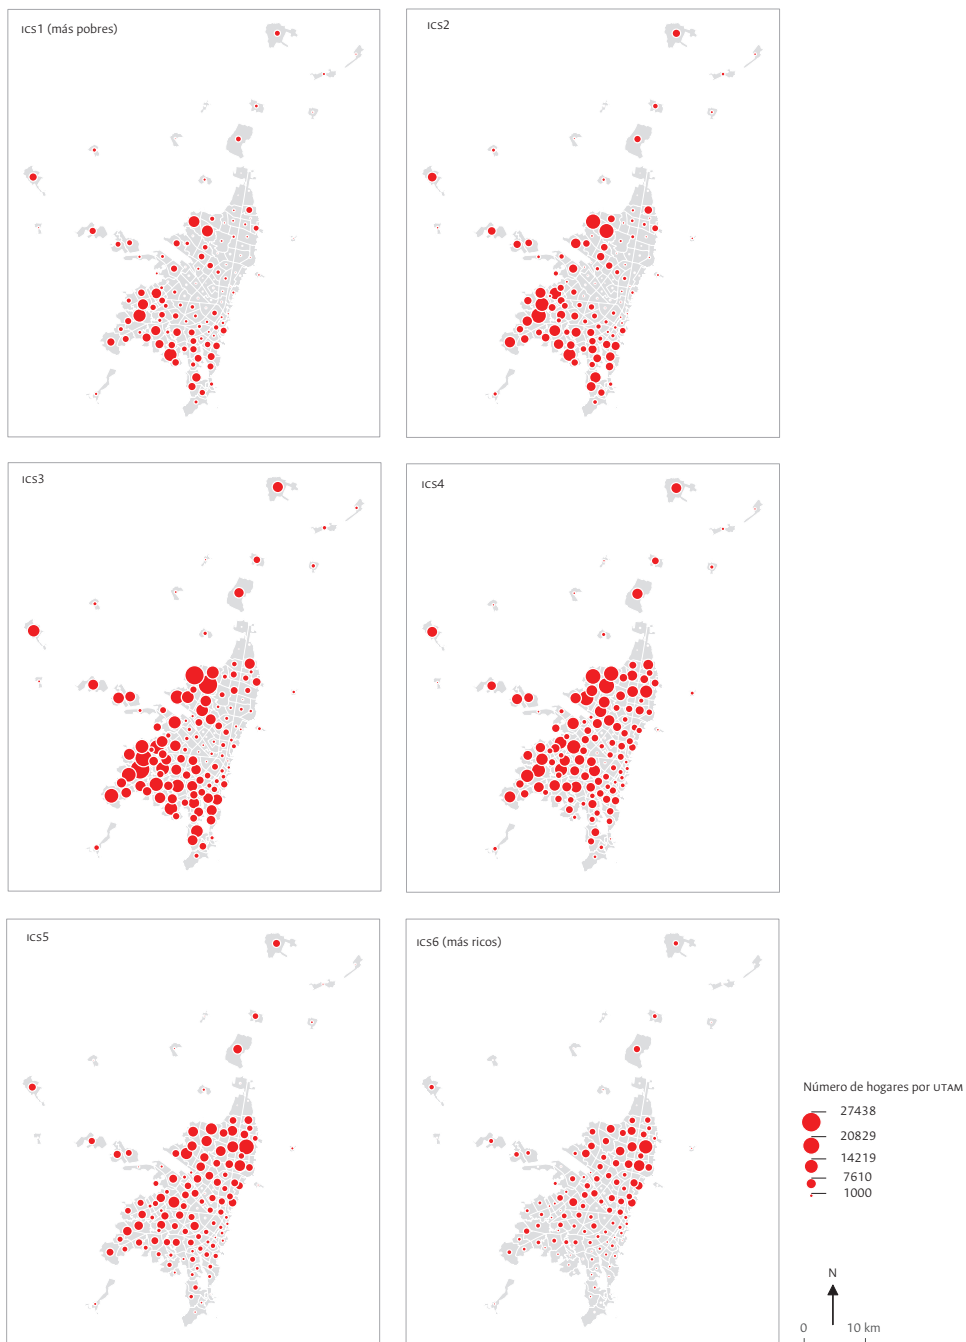 ICS1 (más pobres)
ICS2
ICS3
ICS4
ICS5
ICS6 (más ricos)
Número de hogares por UTAM
27438
20829
14219
7610
1000
N
0 10 km